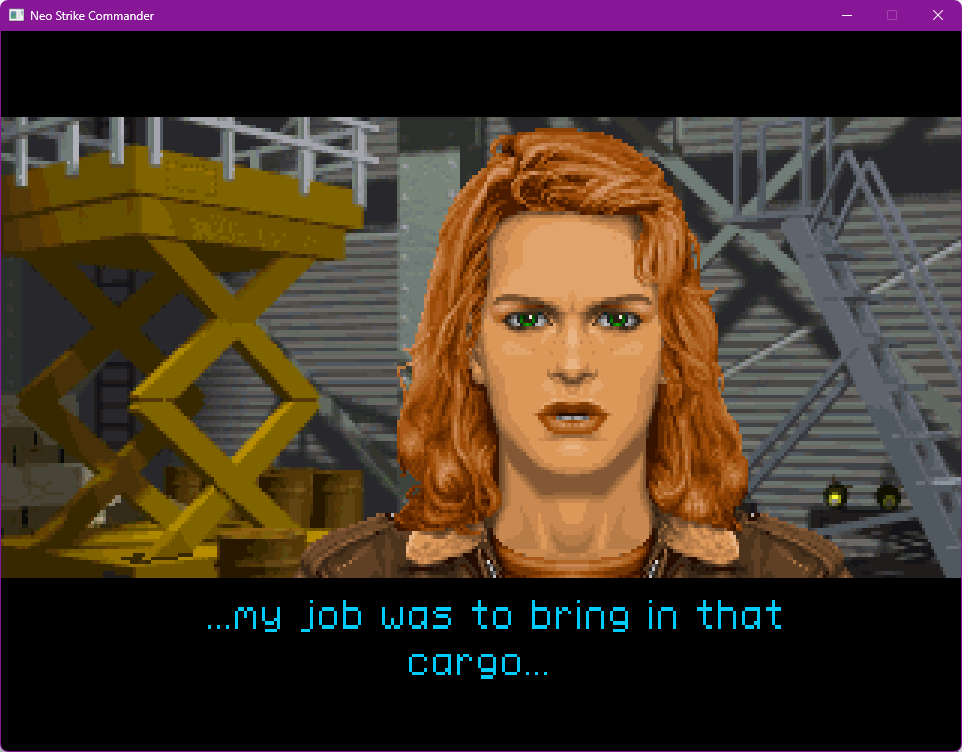 Neo Strike Commander
...my job was to bring in that
cargo...